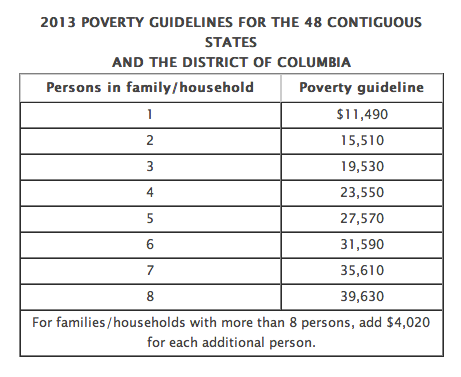 2013 POVERTY GUIDELINES FOR THE 48 CONTIGUOUS
STATES
AND THE DISTRICT OF COLUMBIA
Persons in family/household Poverty guideline
1 $11,490
2 15,510
3 19,530
4 23,550
5 27,570
6 31,590
7 35,610
8 39,630
For families/households with more than 8 persons, add $4,020
for each additional person.